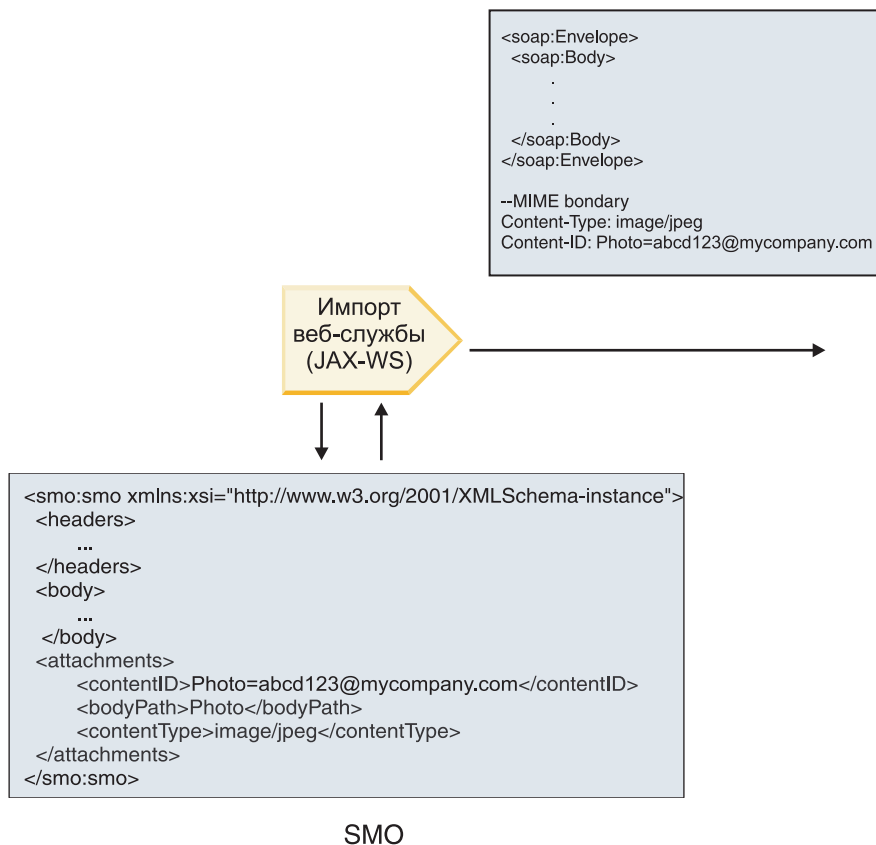 <soap:Envelope>
<soap:Body>
.
.
.
</soap:Body>
</soap:Envelope>
--MIME bondary
Content-Type: image/jpeg
Content-ID: Photo=abcd123@mycompany.com
Импорт
веб-службы
(JAX-WS)
<smo:smo xmlns:xsi="http://www.w3.org/2001/XMLSchema-instance">
<headers>
...
</headers>
<body>
...
</body>
<attachments>
<contentID>Photo=abcd123@mycompany.com</contentID>
<bodyPath>Photo</bodyPath>
<contentType>image/jpeg</contentType>
</attachments>
</smo:smo>
SMO